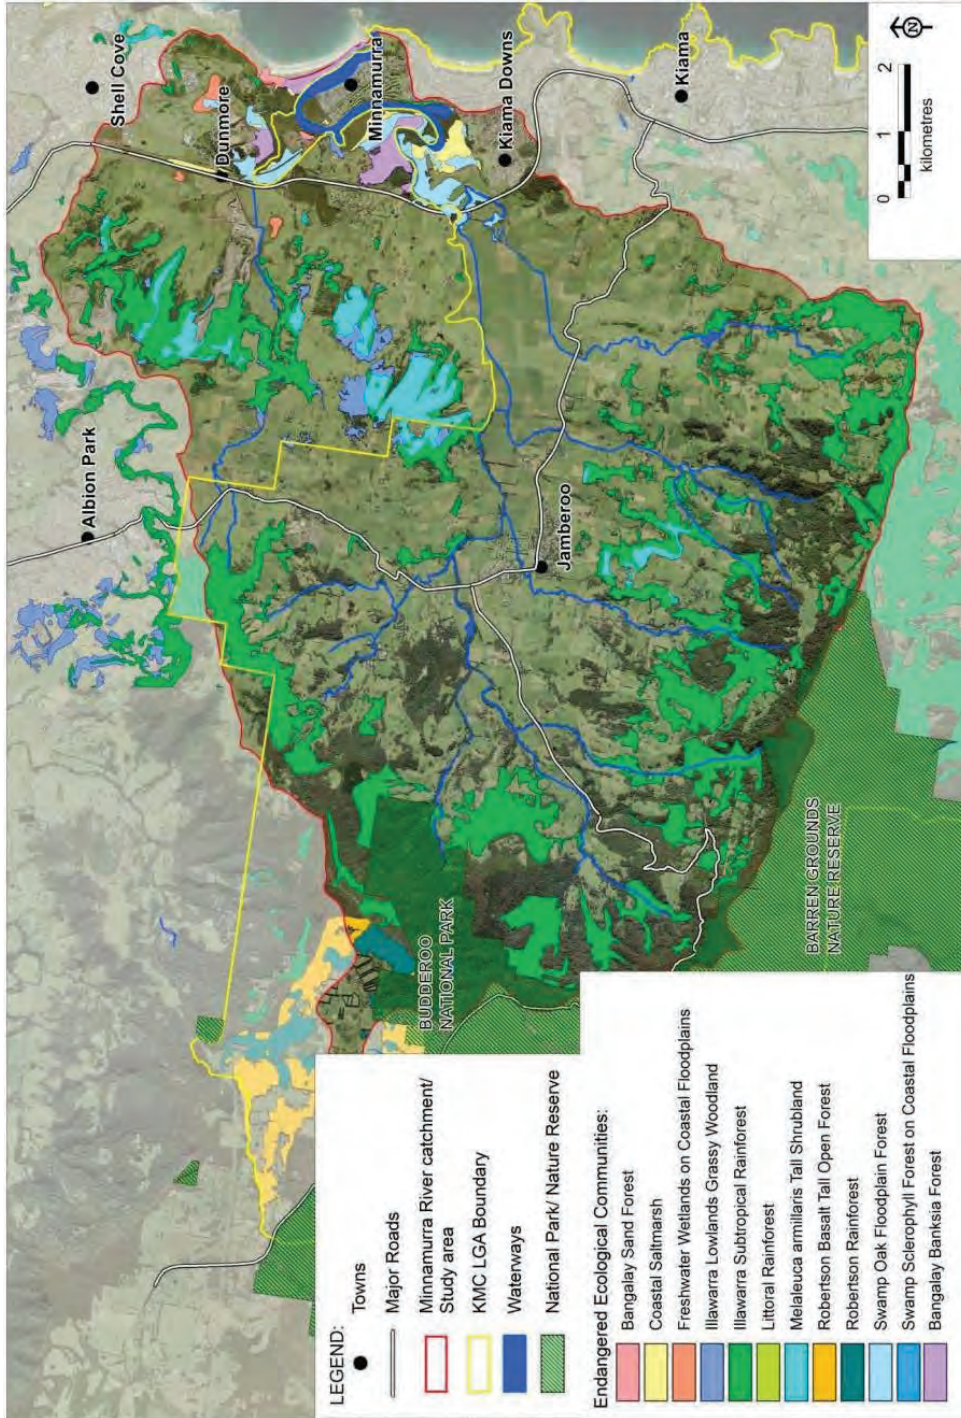 Shell Cove
Dunmore
Minnamurra
Kiama Downs
Kiama
Albion Park
Jamberoo
BUDDEROO
NATIONAL PARK
BARREN GROUNDS
NATURE RESERVE
0 1 2
kilometres
N
LEGEND:
Towns
Major Roads
Minnamurra River catchment/
Study area
KMC LGA Boundary
Waterways
National Park/ Nature Reserve
Endangered Ecological Communities:
Bangalay Sand Forest
Coastal Saltmarsh
Freshwater Wetlands on Coastal Floodplains
Illawarra Lowlands Grassy Woodland
Illawarra Subtropical Rainforest
Littoral Rainforest
Melaleuca armillaris Tall Shrubland
Robertson Basalt Tall Open Forest
Robertson Rainforest
Swamp Oak Floodplain Forest
Swamp Sclerophyll Forest on Coastal Floodplains
Bangalay Banksia Forest